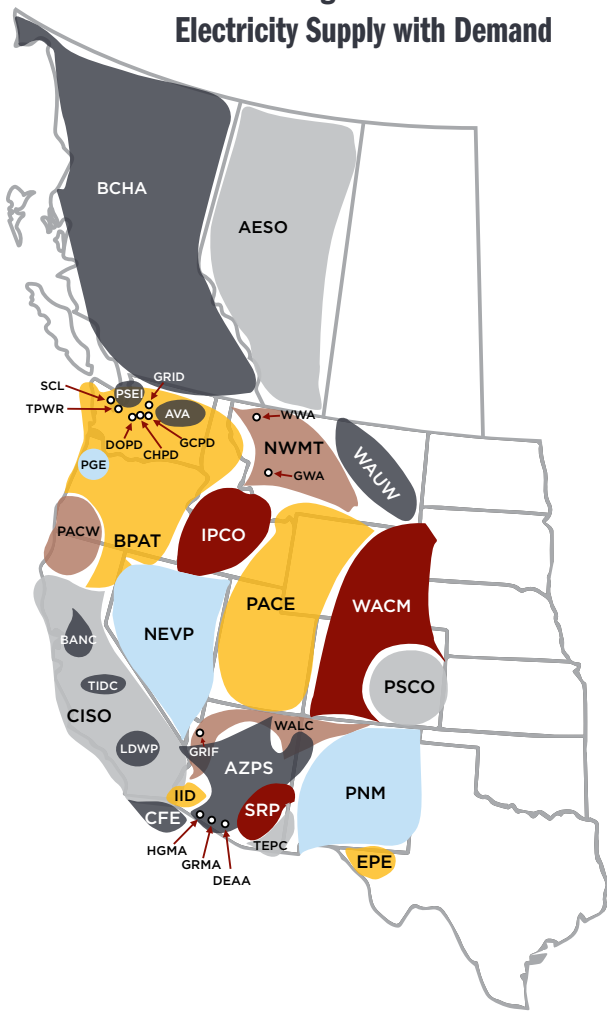 Electricity Supply with Demand
BCHA
AESO
SCL
PSEI
GRID
TPWR
AVA
WWA
DOPD
GCPD
CHPD
NWMT
PGE
GWA
WAUW
PACW
BPAT
IPCO
PACE
WACM
NEVP
BANC
TIDC
PSCO
CISO
WALC
LDWP
GRIF
AZPS
IID
PNM
SRP
CFE
HGMA
TEPC
GRMA
EPE
DEAA